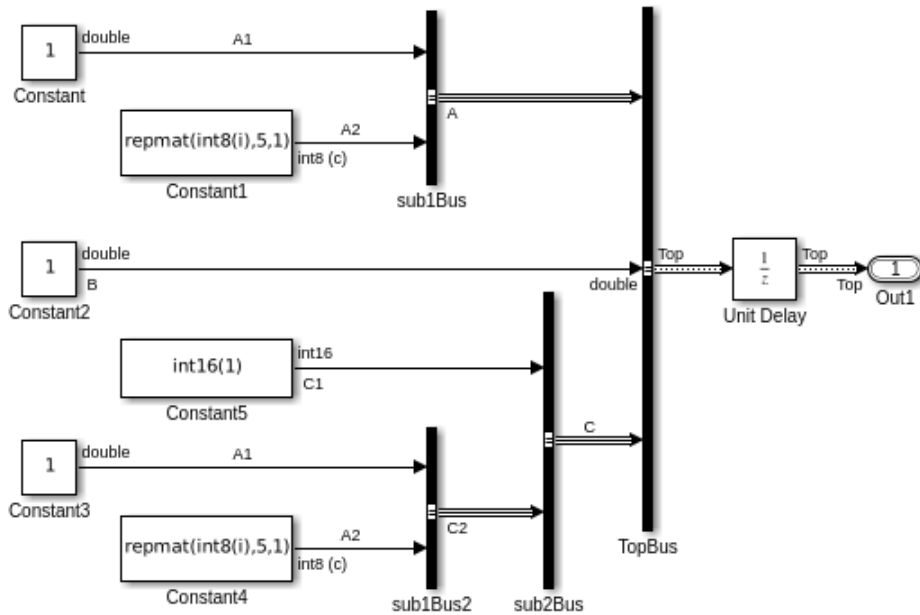 1
double
A1
Constant
A
repmat(int8(i),5,1)
A2
int8 (c)
Constant1
sub1Bus
1
double
B
Constant2
double
Top
1
z
Top
Top
1
Unit Delay
Out1
int16(1)
int16
C1
Constant5
C
1
double
A1
Constant3
C2
repmat(int8(i),5,1)
A2
int8 (c)
Constant4
TopBus
sub1Bus2
sub2Bus